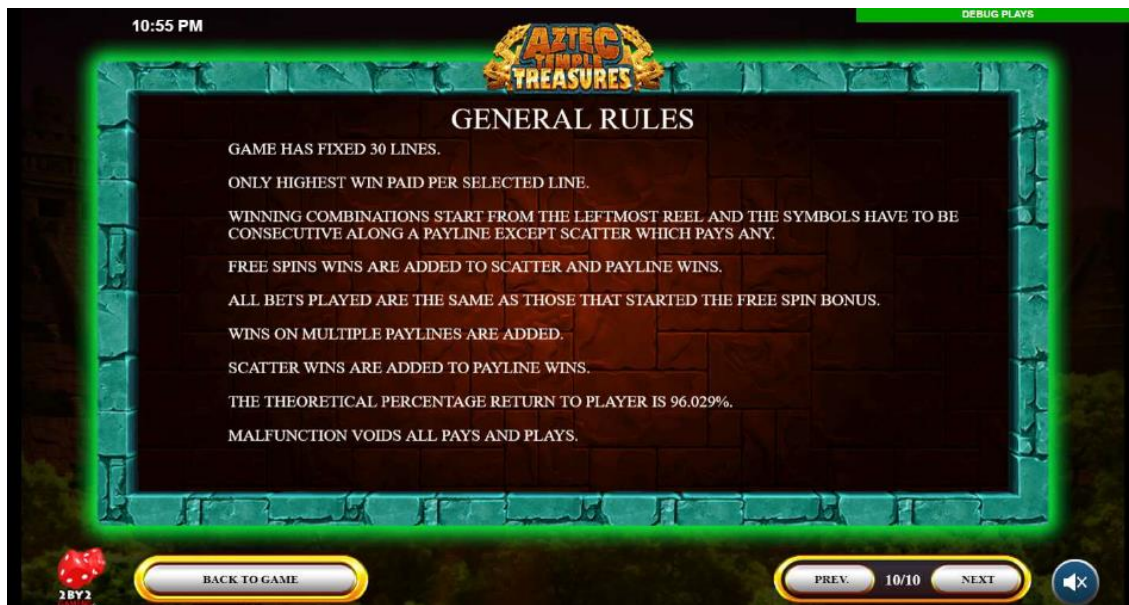 DEBUG PLAYS
10:55 PM
AZTEC
TEMPLE
TREASURES
GENERAL RULES
GAME HAS FIXED 30 LINES.
ONLY HIGHEST WIN PAID PER SELECTED LINE.
WINNING COMBINATIONS START FROM THE LEFTMOST REEL AND THE SYMBOLS HAVE TO BE
CONSECUTIVE ALONG A PAYLINE EXCEPT SCATTER WHICH PAYS ANY.
FREE SPINS WINS ARE ADDED TO SCATTER AND PAYLINE WINS.
ALL BETS PLAYED ARE THE SAME AS THOSE THAT STARTED THE FREE SPIN BONUS.
WINS ON MULTIPLE PAYLINES ARE ADDED.
SCATTER WINS ARE ADDED TO PAYLINE WINS.
THE THEORETICAL PERCENTAGE RETURN TO PLAYER IS 96.029%.
MALFUNCTION VOIDS ALL PAYS AND PLAYS.
2BY2
GAMING
BACK TO GAME
PREV. 10/10 NEXT